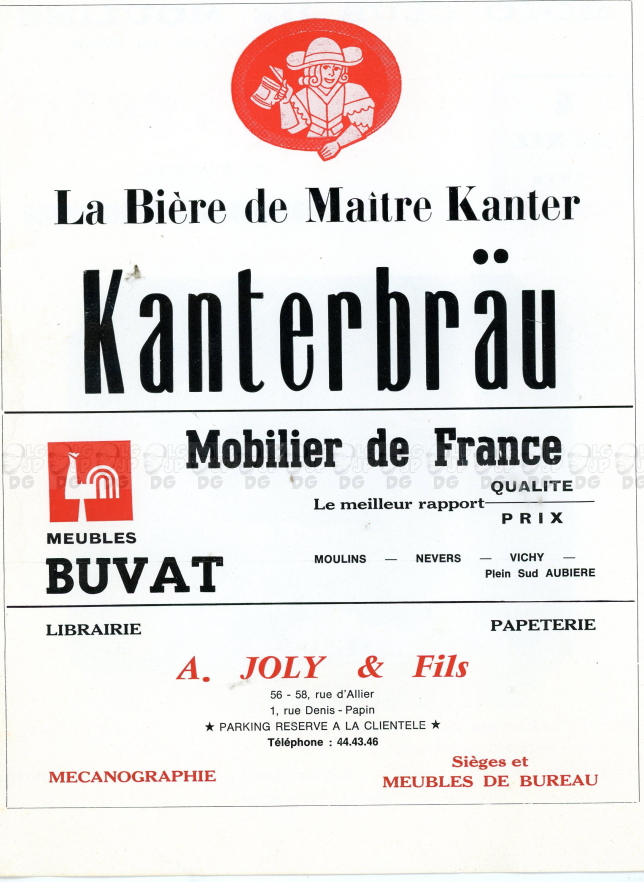 La Bière de Maître Kanter
Kanterbräu
Mobilier de France
MEUBLES
BUVAT
Le meilleur rapport QUALITE
PRIX
MOULINS — NEVERS — VICHY —
Plein Sud AUBIERE
LIBRAIRIE PAPETERIE
A. JOLY & Fils
56 - 58, rue d'Allier
1, rue Denis - Papin
★ PARKING RESERVE A LA CLIENTELE ★
Téléphone : 44.43.46
MECANOGRAPHIE
Sièges et
MEUBLES DE BUREAU